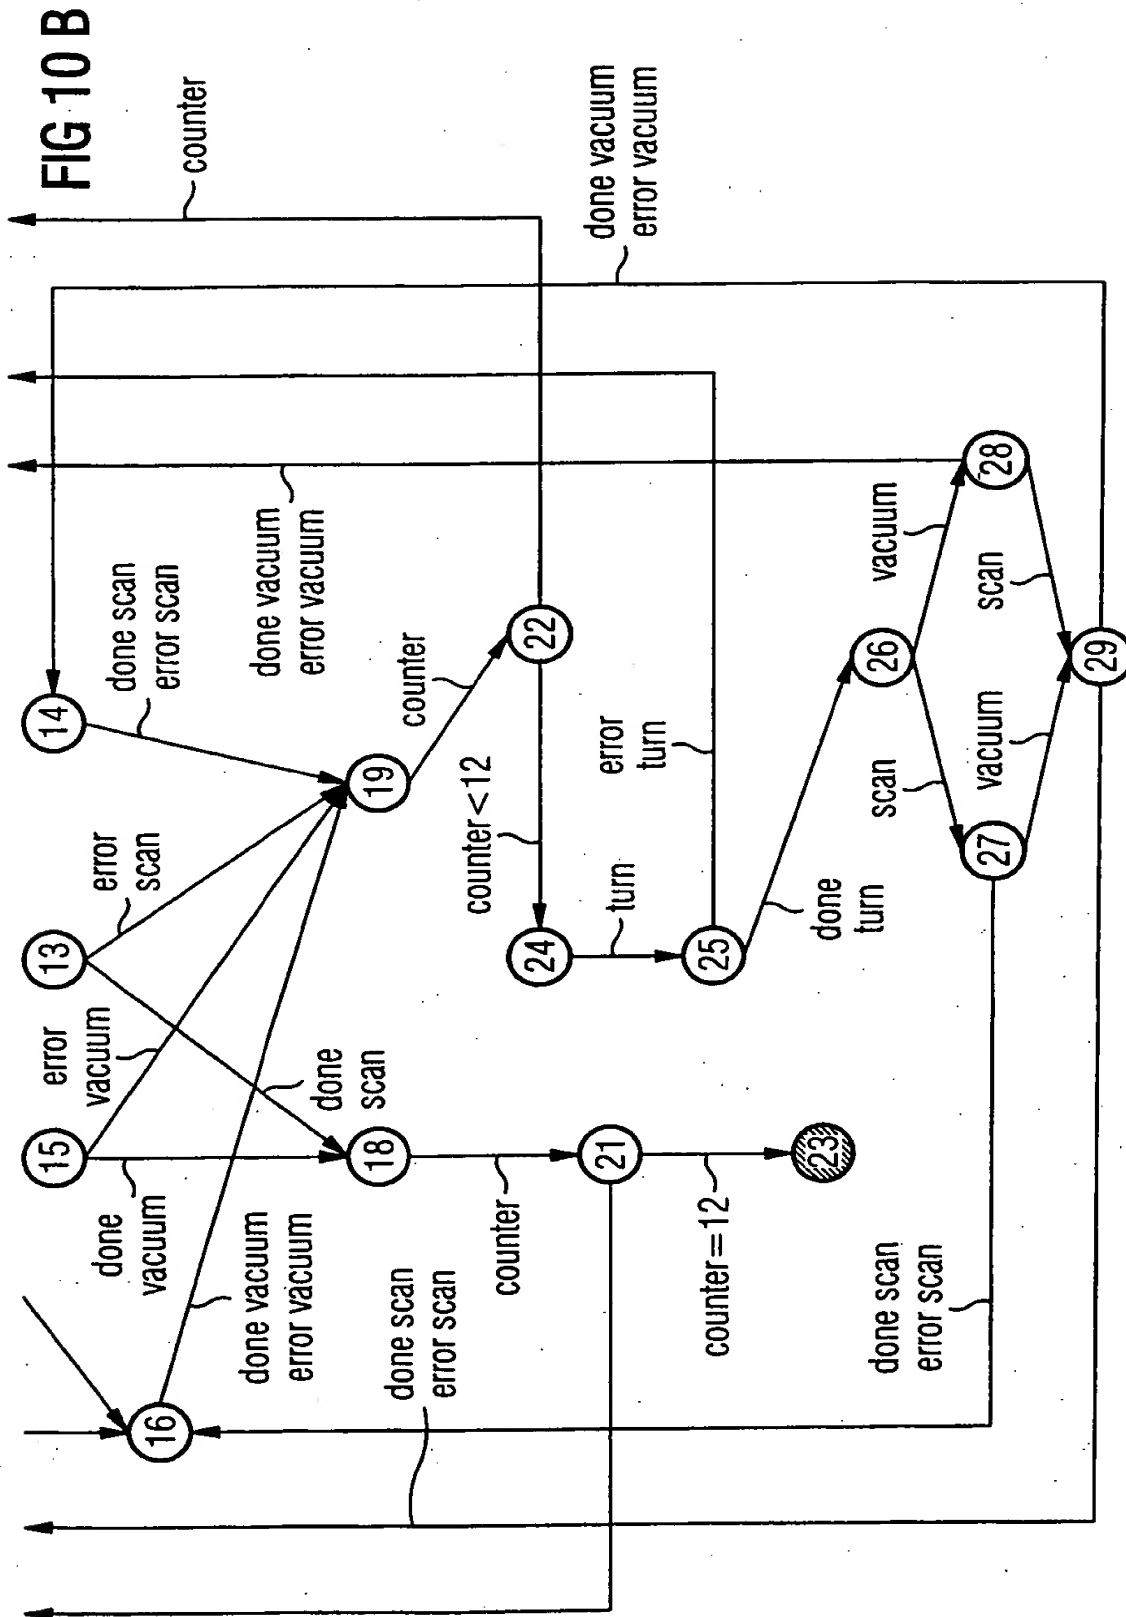 FIG 10 B
15
13
14
error
vacuum
error
scan
done scan
error scan
counter
done
vacuum
16
done vacuum
error vacuum
done vacuum
error vacuum
done
scan
18
19
done scan
error scan
counter
counter
counter<12
22
24
21
turn
error
turn
done vacuum
error vacuum
25
counter=12
23
done
turn
26
scan
vacuum
done scan
error scan
27
28
vacuum
scan
29